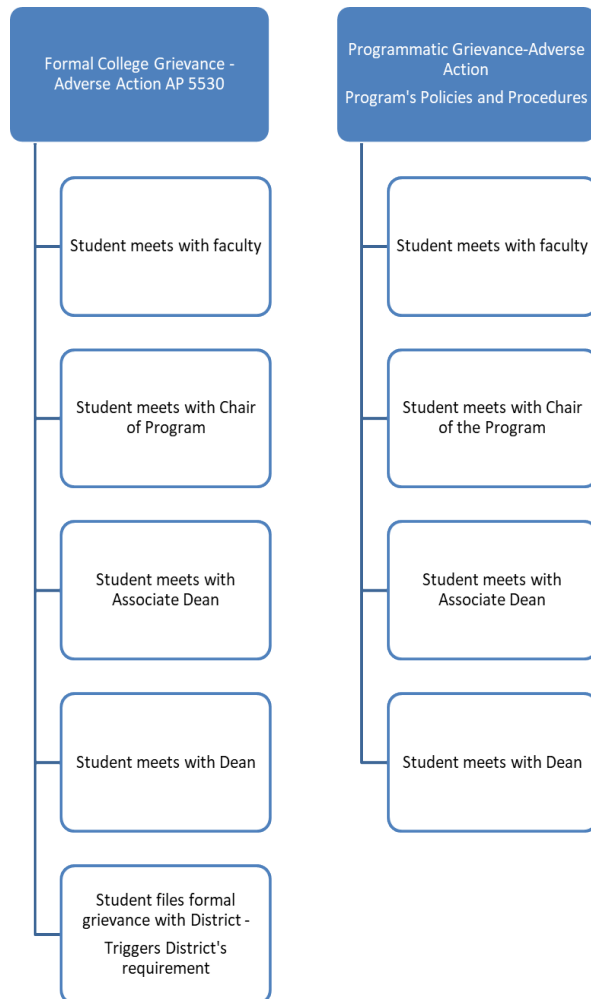 Formal College Grievance -
Adverse Action AP 5530
Student meets with faculty
Student meets with Chair
of Program
Student meets with
Associate Dean
Student meets with Dean
Student files formal
grievance with District -
Triggers District's
requirement
Programmatic Grievance-Adverse
Action
Program's Policies and Procedures
Student meets with faculty
Student meets with Chair
of the Program
Student meets with
Associate Dean
Student meets with Dean